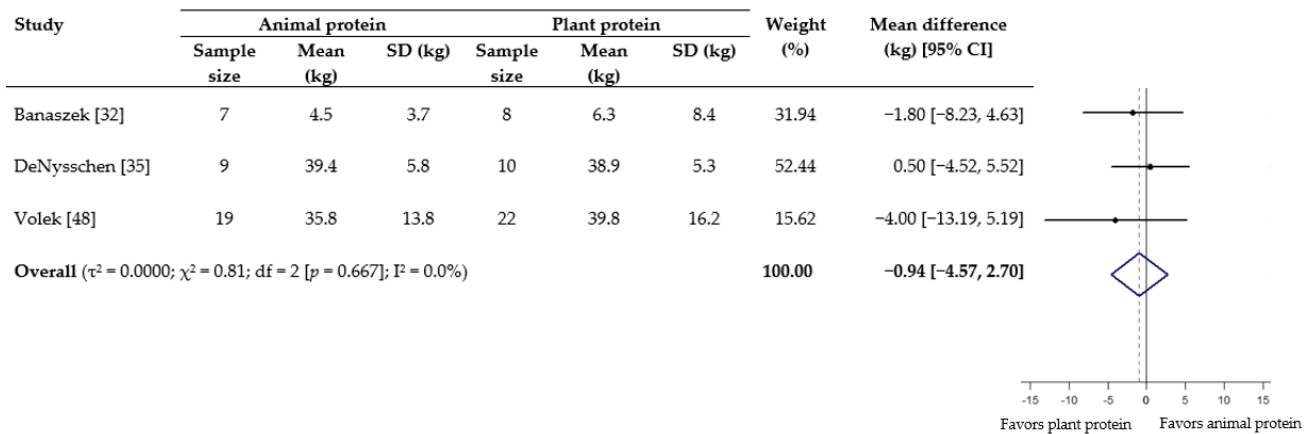 Study Animal protein Plant protein Weight Mean difference
Sample Mean SD (kg) Sample Mean SD (kg) (%) (kg) [95% CI]
size (kg) size (kg)
Banaszek [32] 7 4.5 3.7 8 6.3 8.4 31.94 −1.80 [−8.23, 4.63]
DeNysschen [35] 9 39.4 5.8 10 38.9 5.3 52.44 0.50 [−4.52, 5.52]
Volek [48] 19 35.8 13.8 22 39.8 16.2 15.62 −4.00 [−13.19, 5.19]
Overall (τ² = 0.0000; χ² = 0.81; df = 2 [p = 0.667]; I² = 0.0%) 100.00 −0.94 [−4.57, 2.70]
-15 -10 -5 0 5 10 15
Favors plant protein Favors animal protein